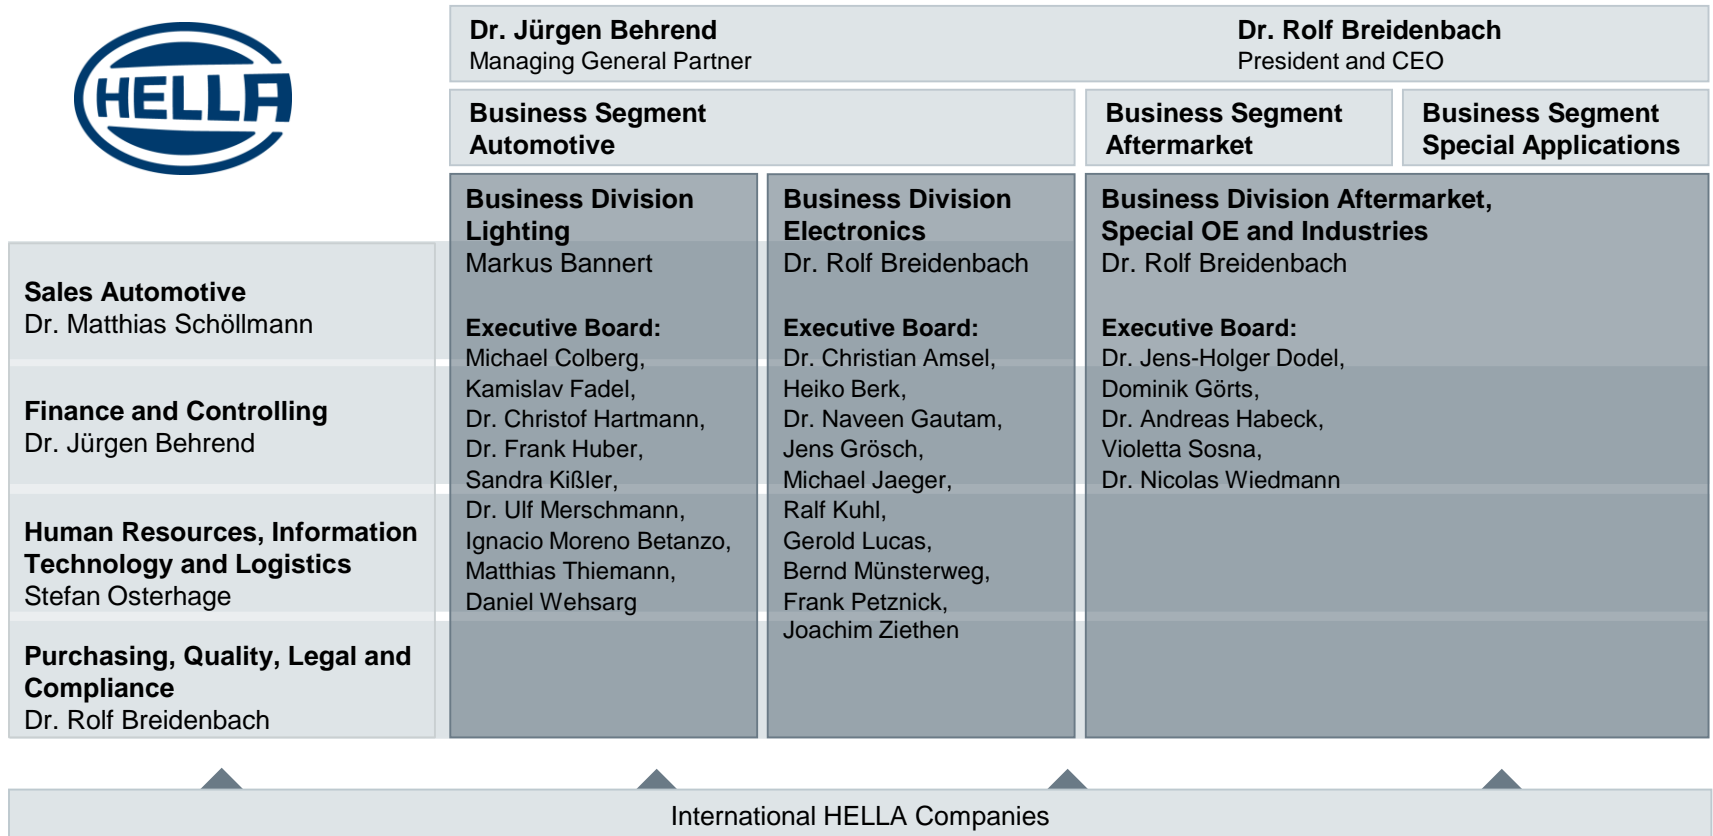 HELLA
Dr. Jürgen Behrend
Managing General Partner
Dr. Rolf Breidenbach
President and CEO
Business Segment
Automotive
Business Segment
Aftermarket
Business Segment
Special Applications
Business Division
Lighting
Markus Bannert
Executive Board:
Michael Colberg,
Kamislav Fadel,
Dr. Christof Hartmann,
Dr. Frank Huber,
Sandra Kißler,
Dr. Ulf Merschmann,
Ignacio Moreno Betanzo,
Matthias Thiemann,
Daniel Wehsarg
Business Division
Electronics
Dr. Rolf Breidenbach
Executive Board:
Dr. Christian Amsel,
Heiko Berk,
Dr. Naveen Gautam,
Jens Grösch,
Michael Jaeger,
Ralf Kuhl,
Gerold Lucas,
Bernd Münsterweg,
Frank Petznick,
Joachim Ziethen
Business Division Aftermarket,
Special OE and Industries
Dr. Rolf Breidenbach
Executive Board:
Dr. Jens-Holger Dodel,
Dominik Görts,
Dr. Andreas Habeck,
Violetta Sosna,
Dr. Nicolas Wiedmann
Sales Automotive
Dr. Matthias Schöllmann
Finance and Controlling
Dr. Jürgen Behrend
Human Resources, Information
Technology and Logistics
Stefan Osterhage
Purchasing, Quality, Legal and
Compliance
Dr. Rolf Breidenbach
International HELLA Companies